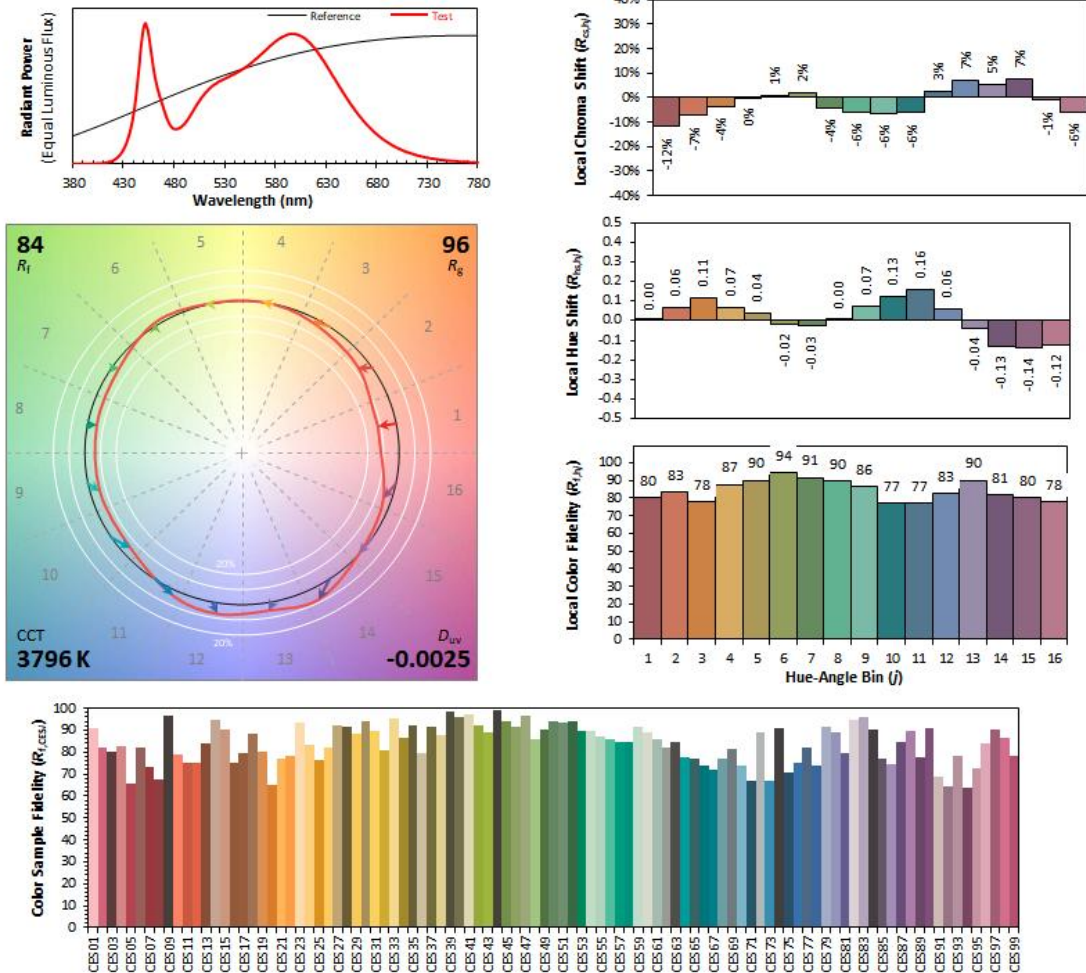 Reference
Test
Radiant Power
(Equal Luminous Flux)
380 430 480 530 580 630 680 730 780
Wavelength (nm)
Local Chroma Shift (Rcs,hj)
40%
30%
20%
10%
0%
-10%
-20%
-30%
-40%
-12% -7% -4% 0% 1% 2% -4% -6% -6% -6% 3% 7% 5% 7% -1% -6%
84
Rf
96
Rg
1 2 3 4 5 6 7 8 9 10 11 12 13 14 15 16
20%
20%
CCT
3796 K
Duv
-0.0025
Local Hue Shift (Rhs,hj)
0.5
0.4
0.3
0.2
0.1
0.0
-0.1
-0.2
-0.3
-0.4
-0.5
0.00 0.06 0.11 0.07 0.04 -0.02 -0.03 0.00 0.07 0.13 0.16 0.06 -0.04 -0.13 -0.14 -0.12
Local Color Fidelity (Rf,hj)
100
90
80
70
60
50
40
30
20
10
0
80 83 78 87 90 94 91 90 86 77 77 83 90 81 80 78
1 2 3 4 5 6 7 8 9 10 11 12 13 14 15 16
Hue-Angle Bin (j)
Color Sample Fidelity (Rf,CESi)
100
90
80
70
60
50
40
30
20
10
0
CES01 CES03 CES05 CES07 CES09 CES11 CES13 CES15 CES17 CES19 CES21 CES23 CES25 CES27 CES29 CES31 CES33 CES35 CES37 CES39 CES41 CES43 CES45 CES47 CES49 CES51 CES53 CES55 CES57 CES59 CES61 CES63 CES65 CES67 CES69 CES71 CES73 CES75 CES77 CES79 CES81 CES83 CES85 CES87 CES89 CES91 CES93 CES95 CES97 CES99